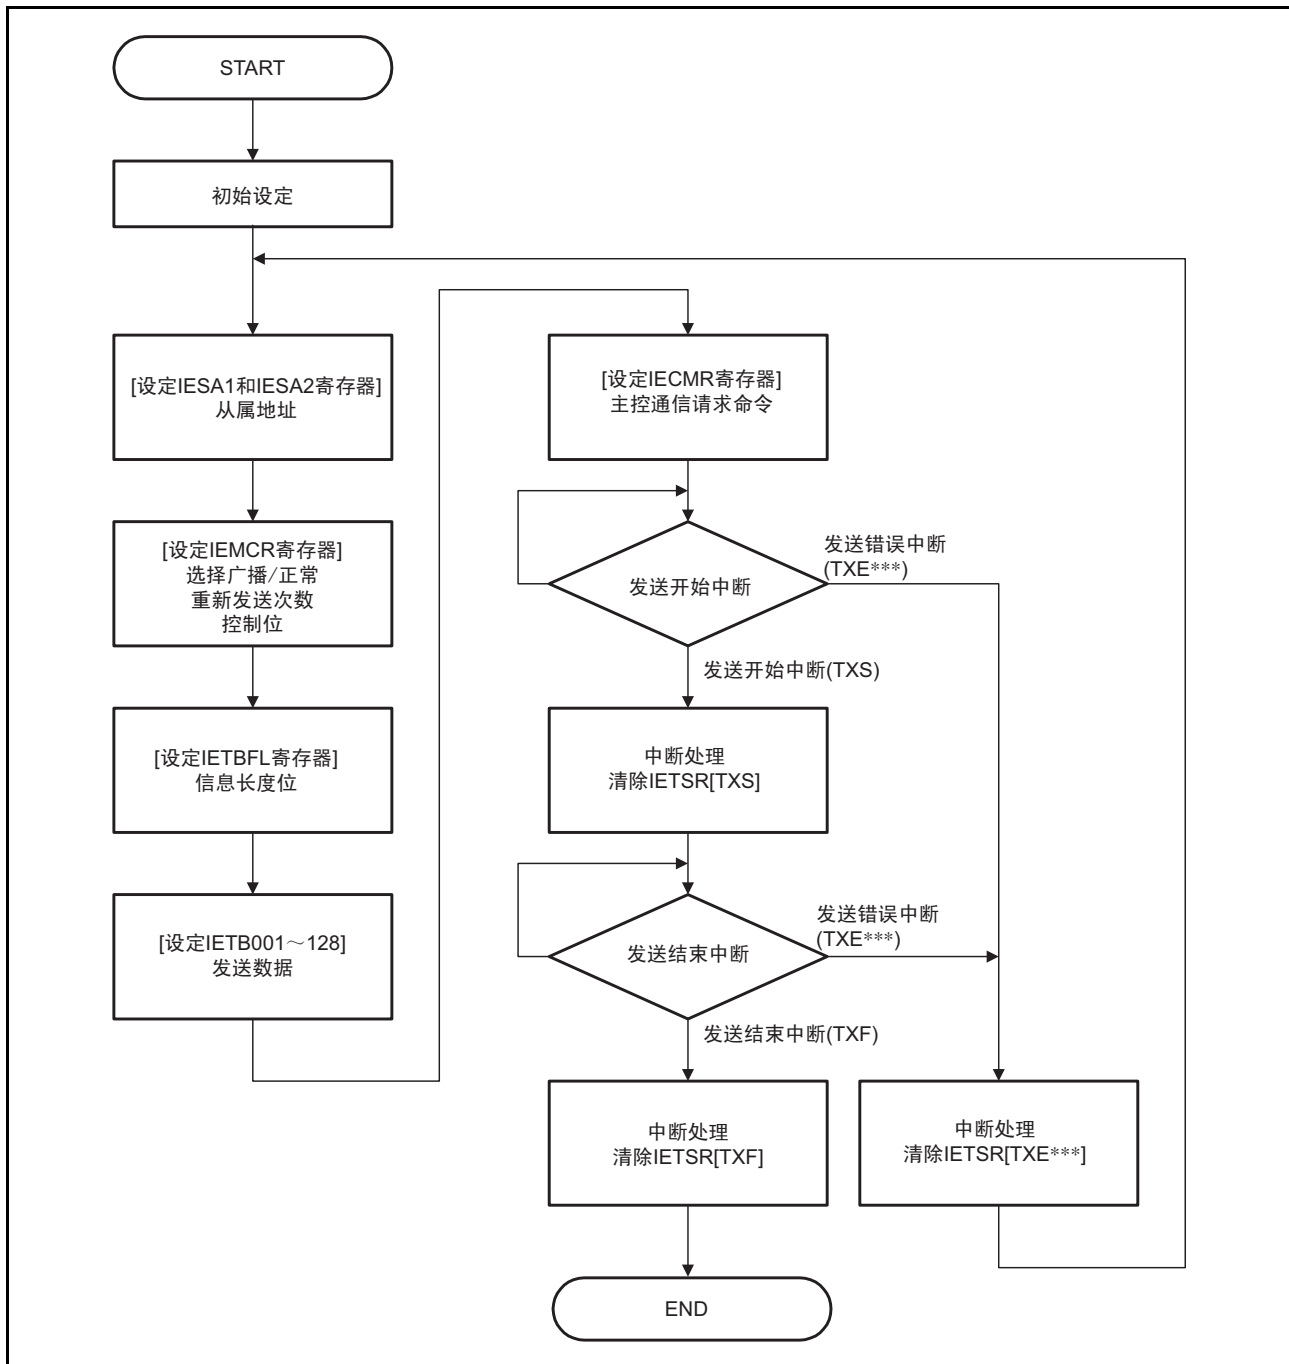 START
初始设定
[设定IESA1和IESA2寄存器]
从属地址
[设定IEMCR寄存器]
选择广播/正常
重新发送次数
控制位
[设定IETBFL寄存器]
信息长度位
[设定IETB001～128]
发送数据
[设定IECMR寄存器]
主控通信请求命令
发送开始中断
发送错误中断
(TXE***)
发送开始中断(TXS)
中断处理
清除IETSR[TXS]
发送结束中断
发送错误中断
(TXE***)
发送结束中断(TXF)
中断处理
清除IETSR[TXF]
中断处理
清除IETSR[TXE***]
END